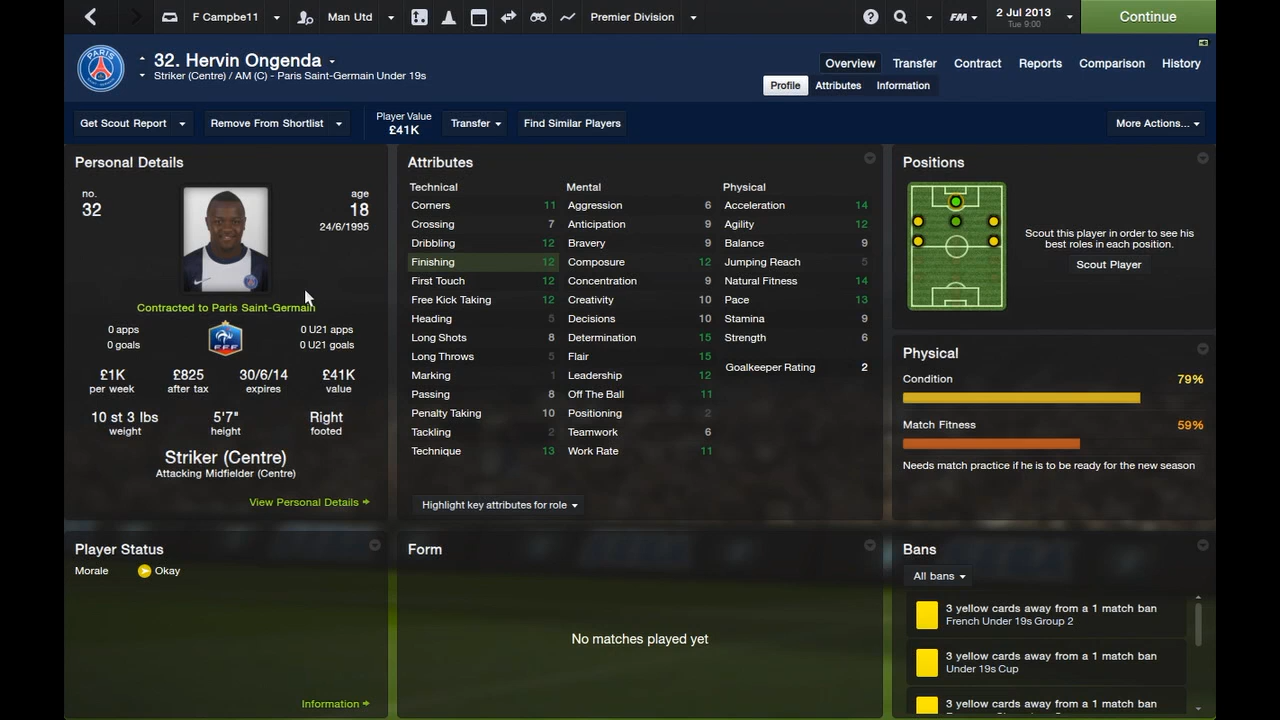 F Campbe11
Man Utd
Premier Division
FM
2 Jul 2013
Tue 9:00
Continue
PARIS
32. Hervin Ongenda
Striker (Centre) / AM (C) - Paris Saint-Germain Under 19s
Overview Transfer Contract Reports Comparison History
Profile Attributes Information
Get Scout Report
Remove From Shortlist
Player Value
£41K
Transfer
Find Similar Players
More Actions...
Personal Details
no.
32
age
18
24/6/1995
Contracted to Paris Saint-Germain
0 apps
0 goals
FFF
0 U21 apps
0 goals
£1K
per week
£825
after tax
30/6/14
expires
£41K
value
10 st 3 lbs
weight
5'7"
height
Right
footed
Striker (Centre)
Attacking Midfielder (Centre)
View Personal Details
Attributes
Technical
Corners 11
Crossing 7
Dribbling 12
Finishing 12
First Touch 12
Free Kick Taking 12
Heading 5
Long Shots 8
Long Throws 5
Marking 1
Passing 8
Penalty Taking 10
Tackling 2
Technique 13
Mental
Aggression 6
Anticipation 9
Bravery 9
Composure 12
Concentration 9
Creativity 10
Decisions 10
Determination 15
Flair 15
Leadership 12
Off The Ball 11
Positioning 2
Teamwork 6
Work Rate 11
Physical
Acceleration 14
Agility 12
Balance 9
Jumping Reach 5
Natural Fitness 14
Pace 13
Stamina 9
Strength 6
Goalkeeper Rating 2
Highlight key attributes for role
Positions
Scout this player in order to see his
best roles in each position.
Scout Player
Physical
Condition 79%
Match Fitness 59%
Needs match practice if he is to be ready for the new season
Player Status
Morale Okay
Information
Form
No matches played yet
Bans
All bans
3 yellow cards away from a 1 match ban
French Under 19s Group 2
3 yellow cards away from a 1 match ban
Under 19s Cup
3 yellow cards away from a 1 match ban